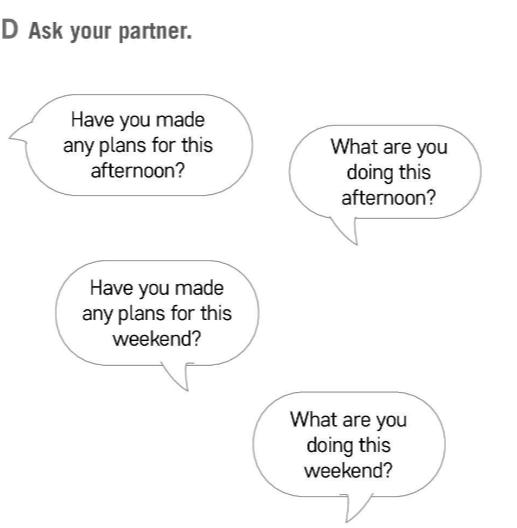 D Ask your partner.
Have you made
any plans for this
afternoon?
What are you
doing this
afternoon?
Have you made
any plans for this
weekend?
What are you
doing this
weekend?